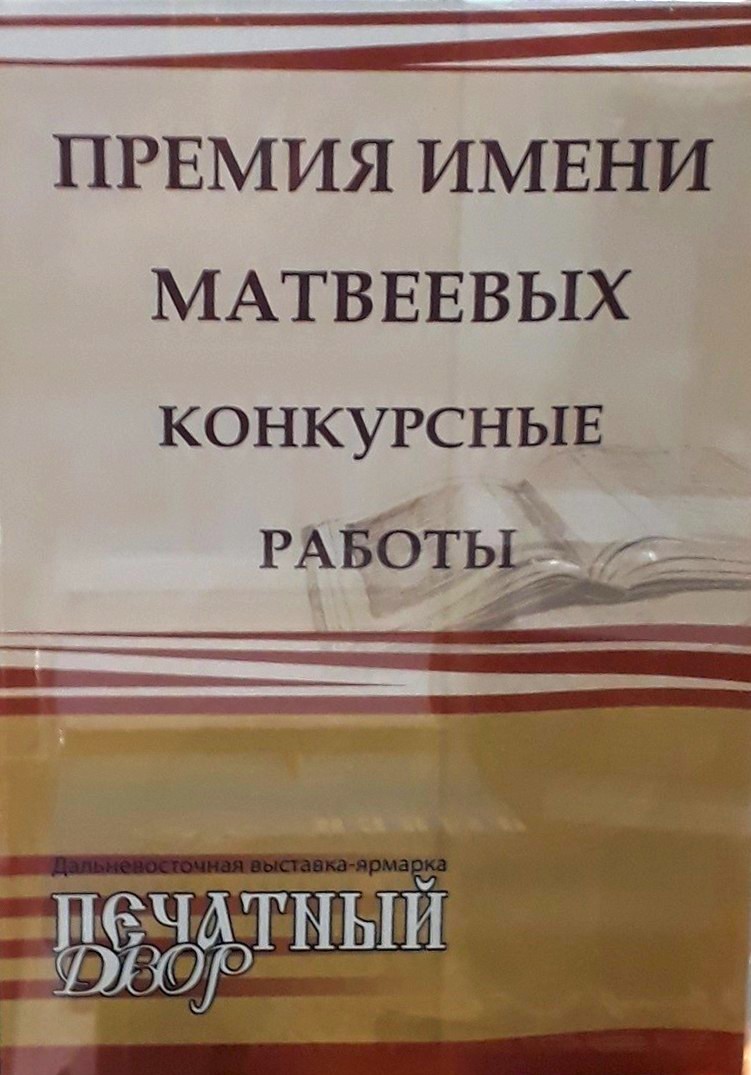 ПРЕМИЯ ИМЕНИ
МАТВЕЕВЫХ
КОНКУРСНЫЕ
РАБОТЫ
Дальневосточная выставка-ярмарка
ПЕЧАТНЫЙ
ДВОР